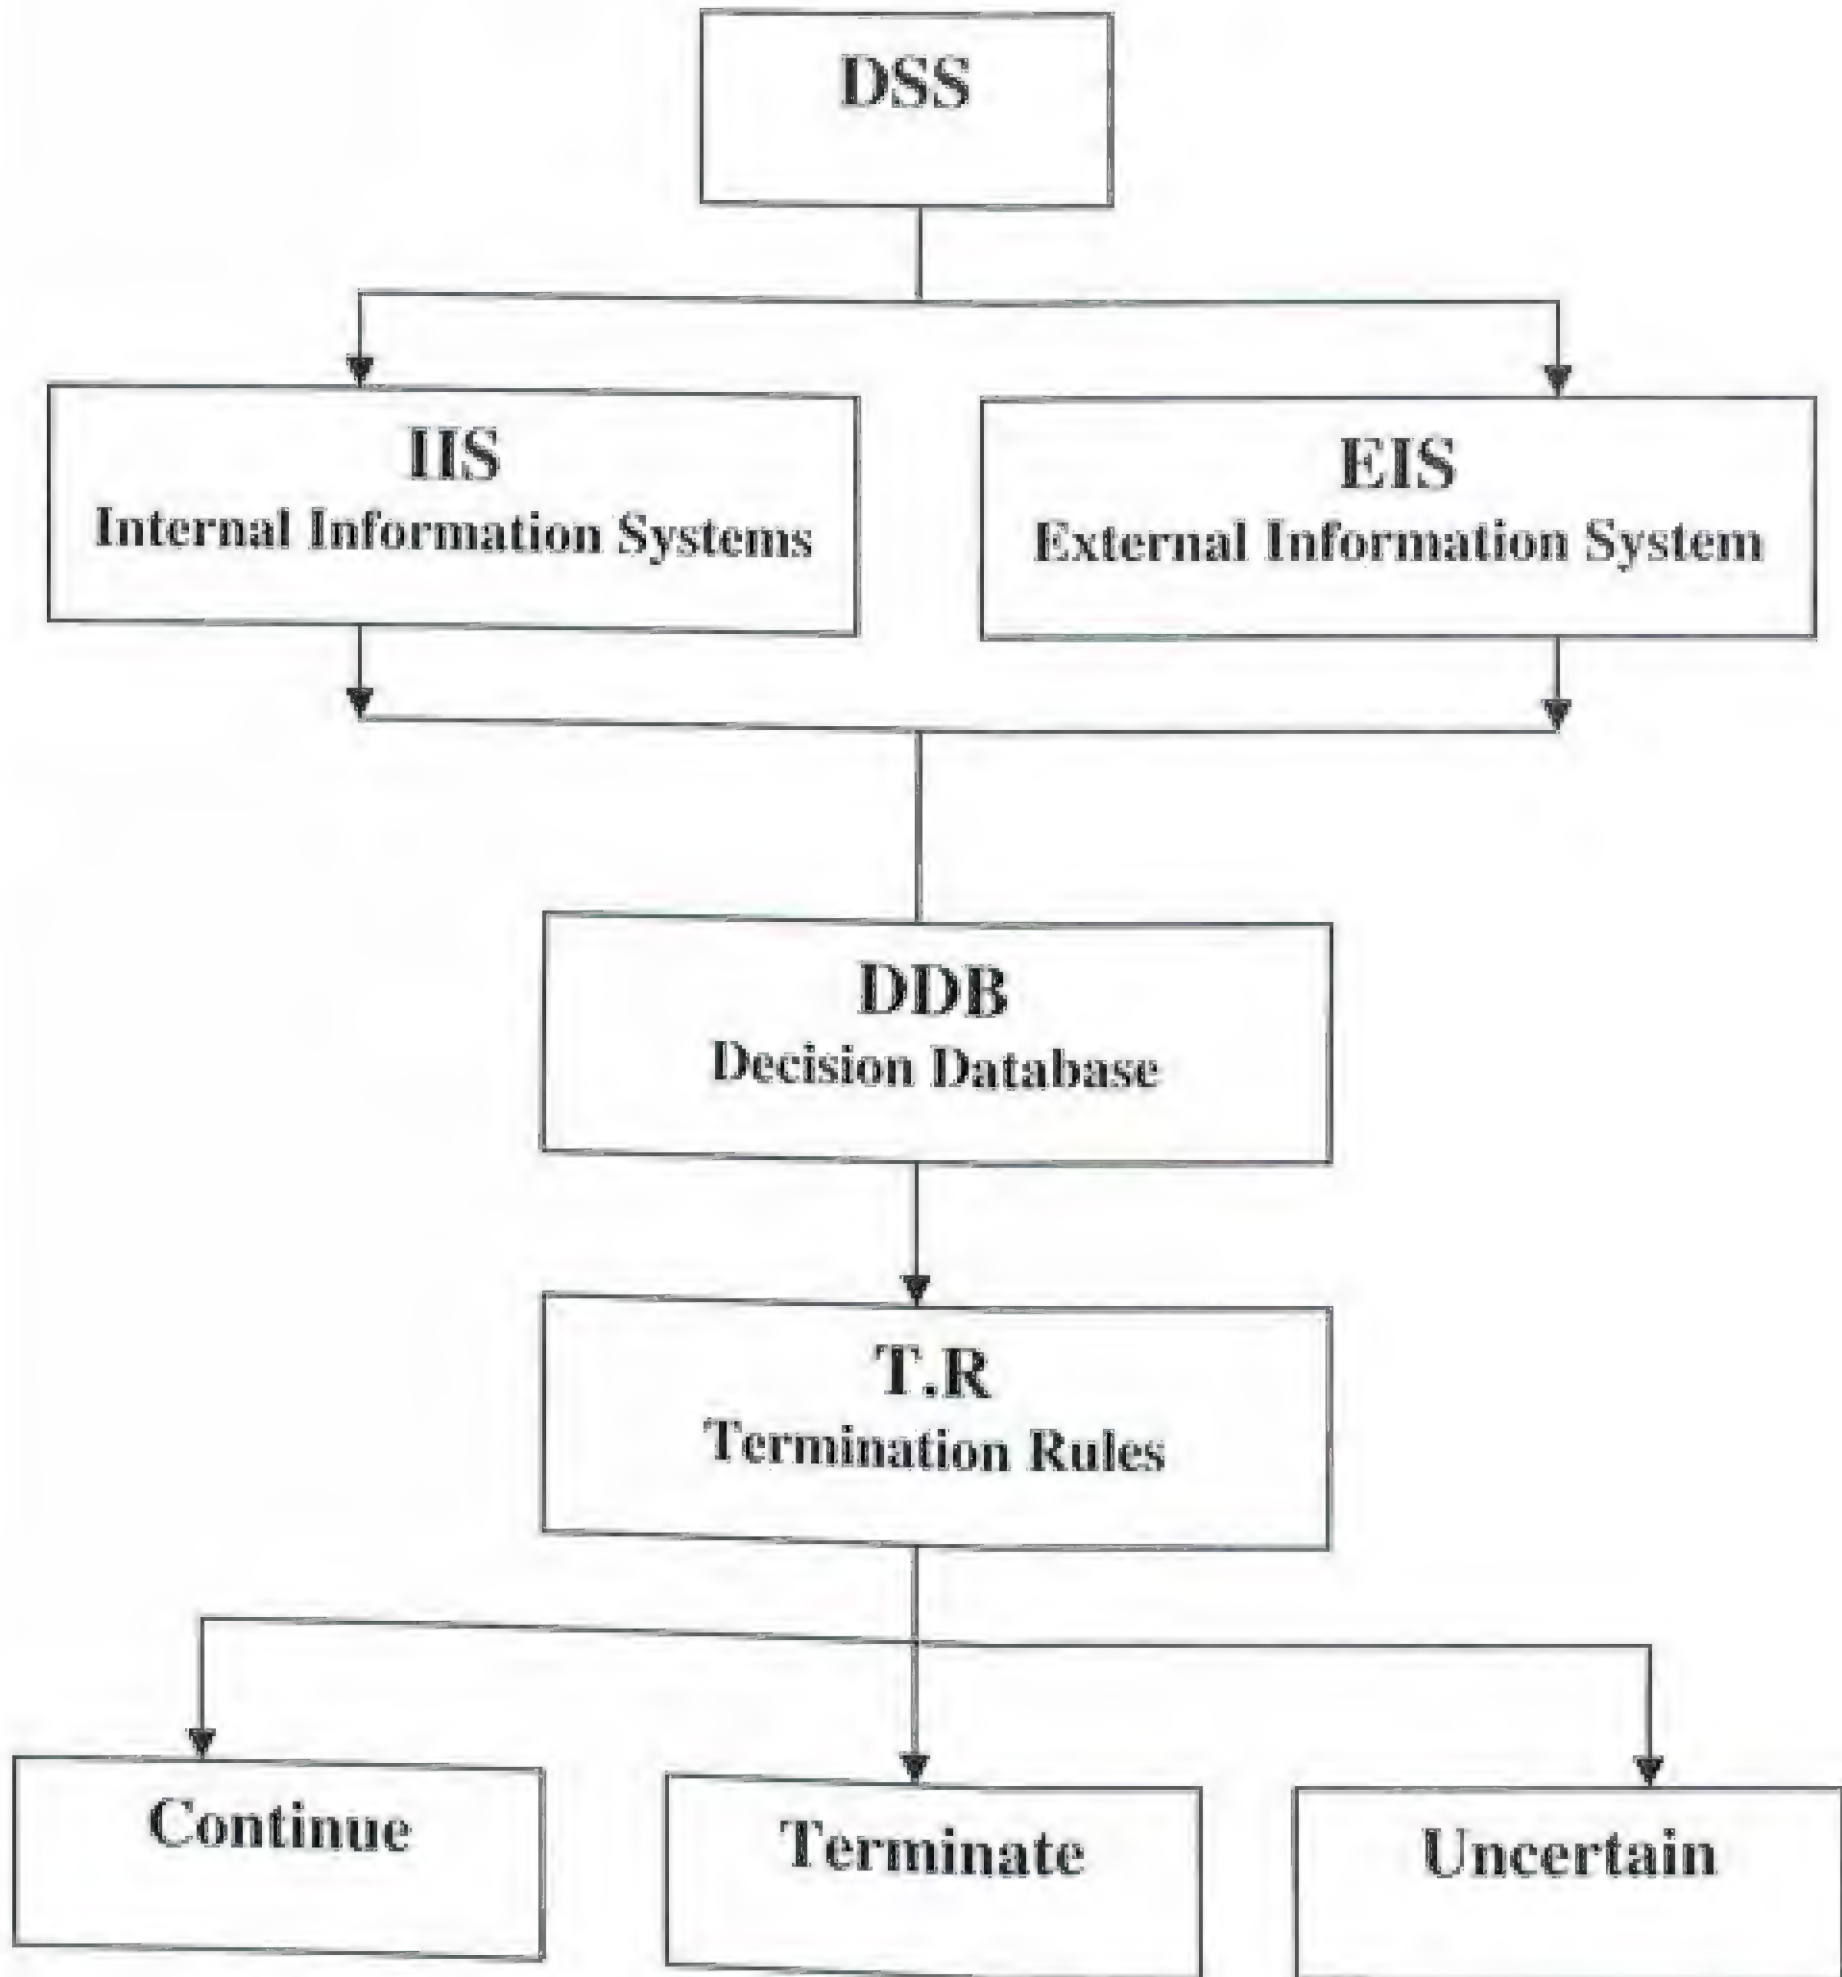 DSS
IIS
Internal Information Systems
EIS
External Information System
DDB
Decision Database
T.R
Termination Rules
Continue
Terminate
Uncertain